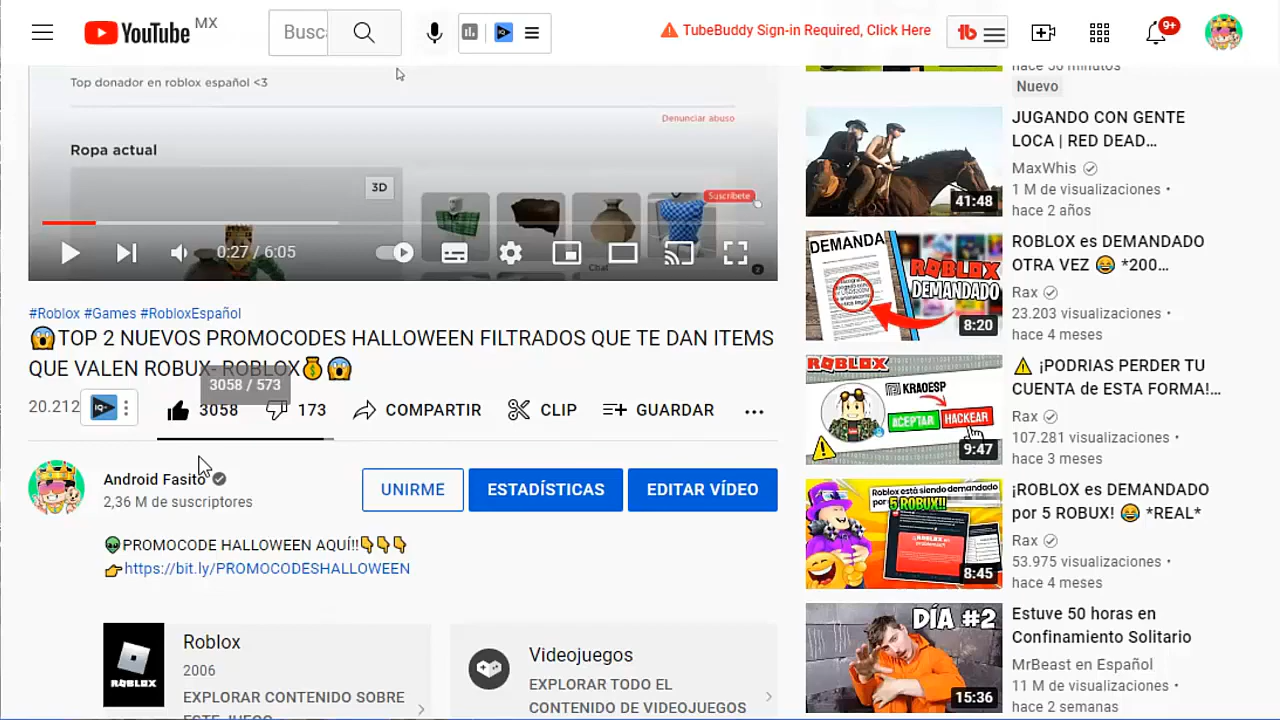 YouTube MX
Busc
TubeBuddy Sign-in Required, Click Here
tb
9+
Top donador en roblox español <3
Denunciar abuso
Ropa actual
3D
Suscríbete
0:27 / 6:05
Chat
#Roblox #Games #RobloxEspañol
😱TOP 2 NUEVOS PROMOCODES HALLOWEEN FILTRADOS QUE TE DAN ITEMS
QUE VALEN ROBUX- ROBLOX💰😱
3058 / 573
20.212
3058
173
COMPARTIR
CLIP
GUARDAR
Android Fasito
2,36 M de suscriptores
UNIRME
ESTADÍSTICAS
EDITAR VÍDEO
👽PROMOCODE HALLOWEEN AQUÍ!!👇👇👇
👉https://bit.ly/PROMOCODESHALLOWEEN
ROBLOX
Roblox
2006
EXPLORAR CONTENIDO SOBRE
ESTE JUEGO
Videojuegos
EXPLORAR TODO EL
CONTENIDO DE VIDEOJUEGOS
hace 50 minutos
Nuevo
41:48
JUGANDO CON GENTE
LOCA | RED DEAD...
MaxWhis
1 M de visualizaciones •
hace 2 años
DEMANDA
ROBLOX
DEMANDADO
8:20
ROBLOX es DEMANDADO
OTRA VEZ 😂 *200...
Rax
23.203 visualizaciones •
hace 4 meses
ROBLOX
KRAOESP
ACEPTAR
HACKEAR
9:47
⚠️ ¡PODRIAS PERDER TU
CUENTA de ESTA FORMA!...
Rax
107.281 visualizaciones •
hace 3 meses
Roblox está siendo demandado
por 5 ROBUX!!
8:45
¡ROBLOX es DEMANDADO
por 5 ROBUX! 😂 *REAL*
Rax
53.975 visualizaciones •
hace 4 meses
DÍA #2
15:36
Estuve 50 horas en
Confinamiento Solitario
MrBeast en Español
11 M de visualizaciones •
hace 2 semanas